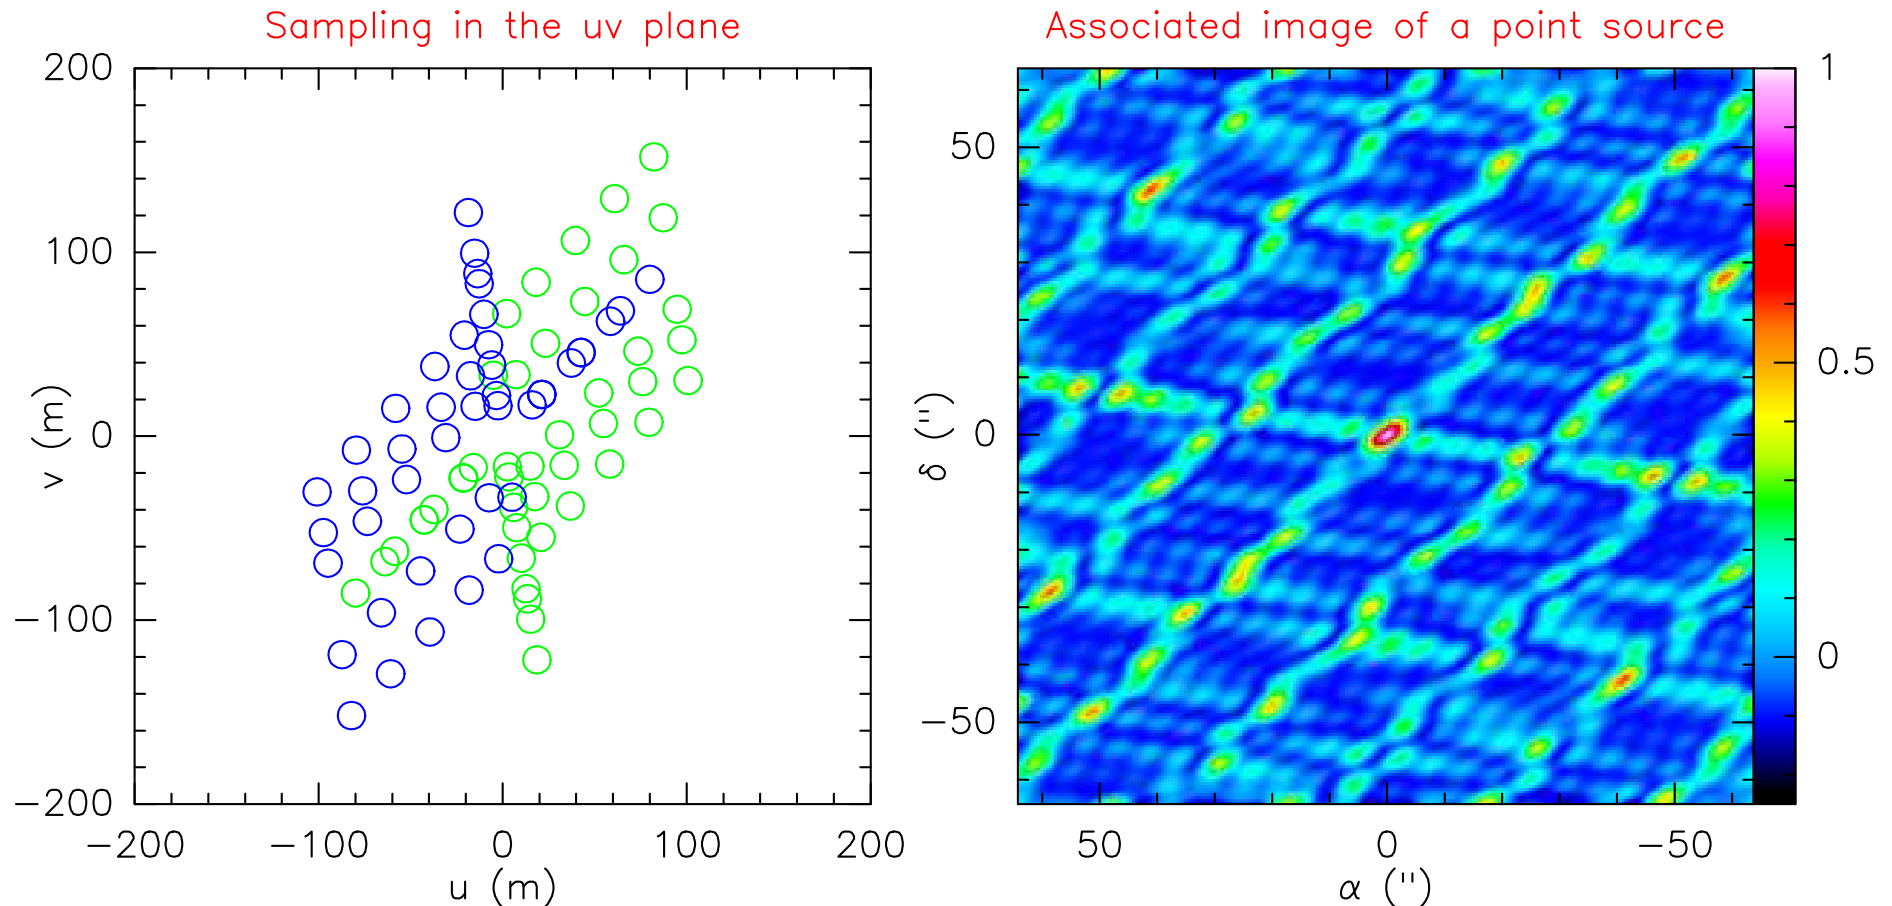 Sampling in the uv plane
200
100
0
−100
−200
−200 −100 0 100 200
v (m)
u (m)
Associated image of a point source
50
0
−50
50 0 −50
δ (")
α (")
1
0.5
0